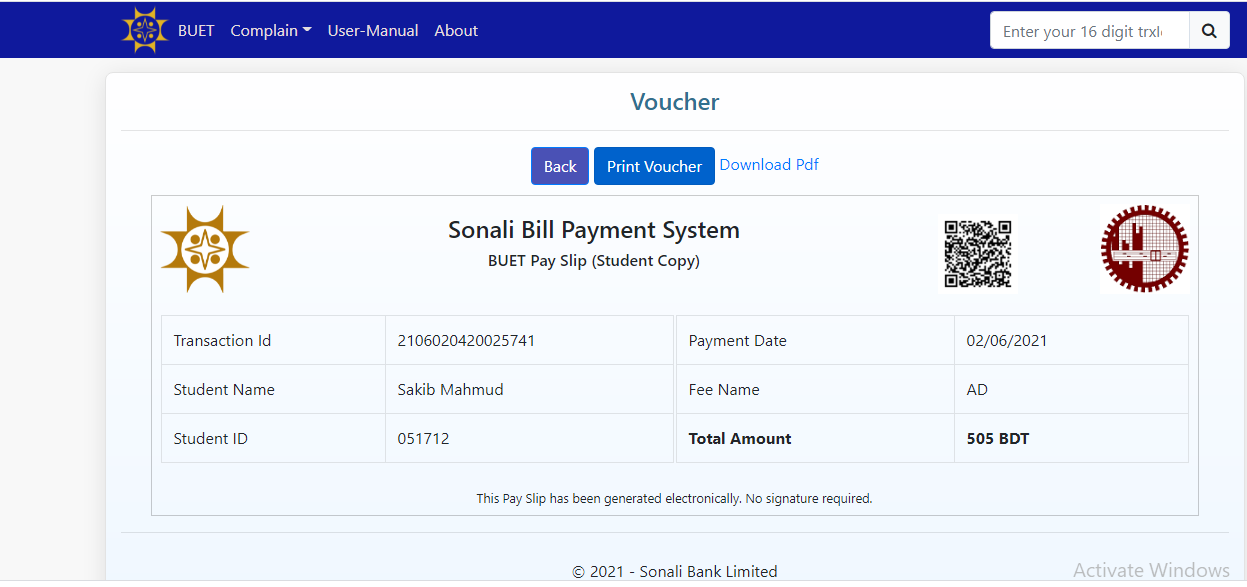 BUET Complain User-Manual About Enter your 16 digit trxI
Voucher
Back Print Voucher Download Pdf
Sonali Bill Payment System
BUET Pay Slip (Student Copy)
Transaction Id 2106020420025741 Payment Date 02/06/2021
Student Name Sakib Mahmud Fee Name AD
Student ID 051712 Total Amount 505 BDT
This Pay Slip has been generated electronically. No signature required.
© 2021 - Sonali Bank Limited
Activate Windows